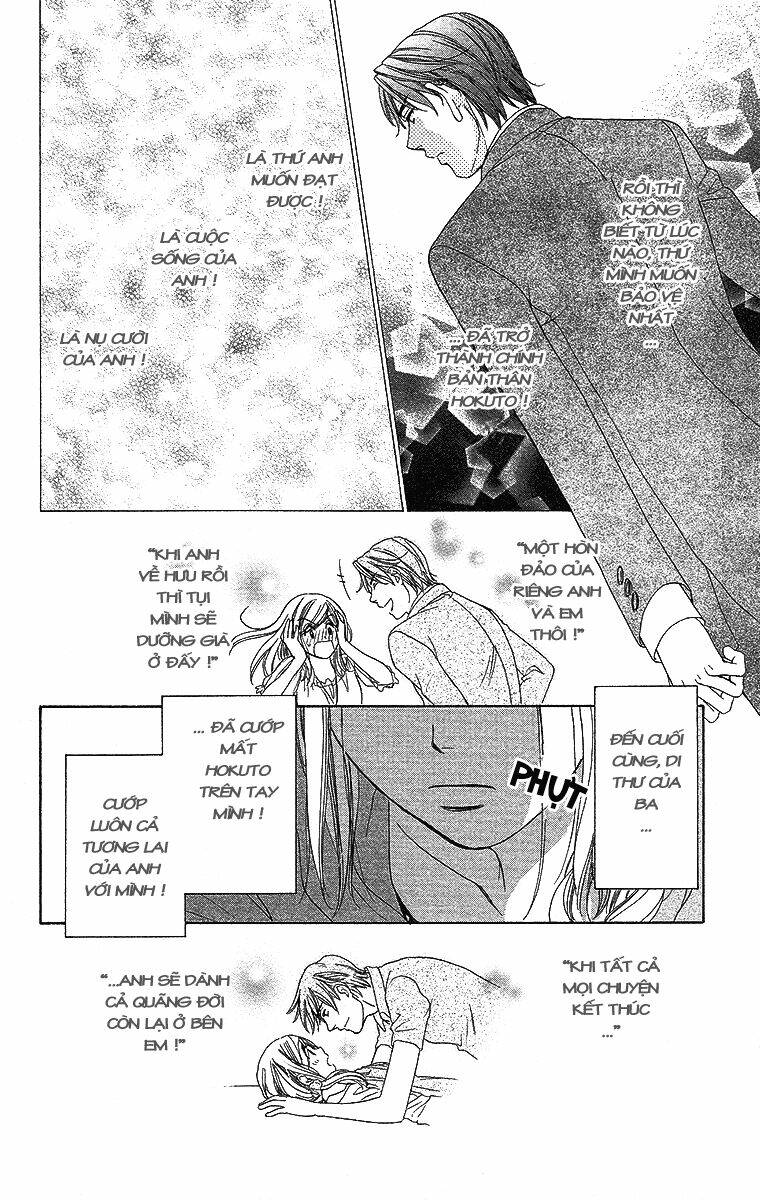 RỒI THÌ
KHÔNG
BIẾT TỪ LÚC
NÀO, THỨ
MÌNH MUỐN
BẢO VỆ
NHẤT
...
... ĐÃ TRỞ
THÀNH CHÍNH
BẢN THÂN
HOKUTO !
LÀ THỨ ANH
MUỐN ĐẠT
ĐƯỢC !
LÀ CUỘC
SỐNG CỦA
ANH !
LÀ NỤ CƯỜI
CỦA ANH !
"MỘT HÒN
ĐẢO CỦA
RIÊNG ANH
VÀ EM
THÔI !"
"KHI ANH
VỀ HƯU RỒI
THÌ TỤI
MÌNH SẼ
DƯỠNG GIÀ
Ở ĐẤY !"
ĐẾN CUỐI
CÙNG, DI
THƯ CỦA
BA
...
PHỰT
... ĐÃ CƯỚP
MẤT
HOKUTO
TRÊN TAY
MÌNH !
CƯỚP
LUÔN CẢ
TƯƠNG LAI
CỦA ANH
VỚI MÌNH !
"KHI TẤT CẢ
MỌI CHUYỆN
KẾT THÚC
..."
"...ANH SẼ DÀNH
CẢ QUÃNG ĐỜI
CÒN LẠI Ở BÊN
EM !"